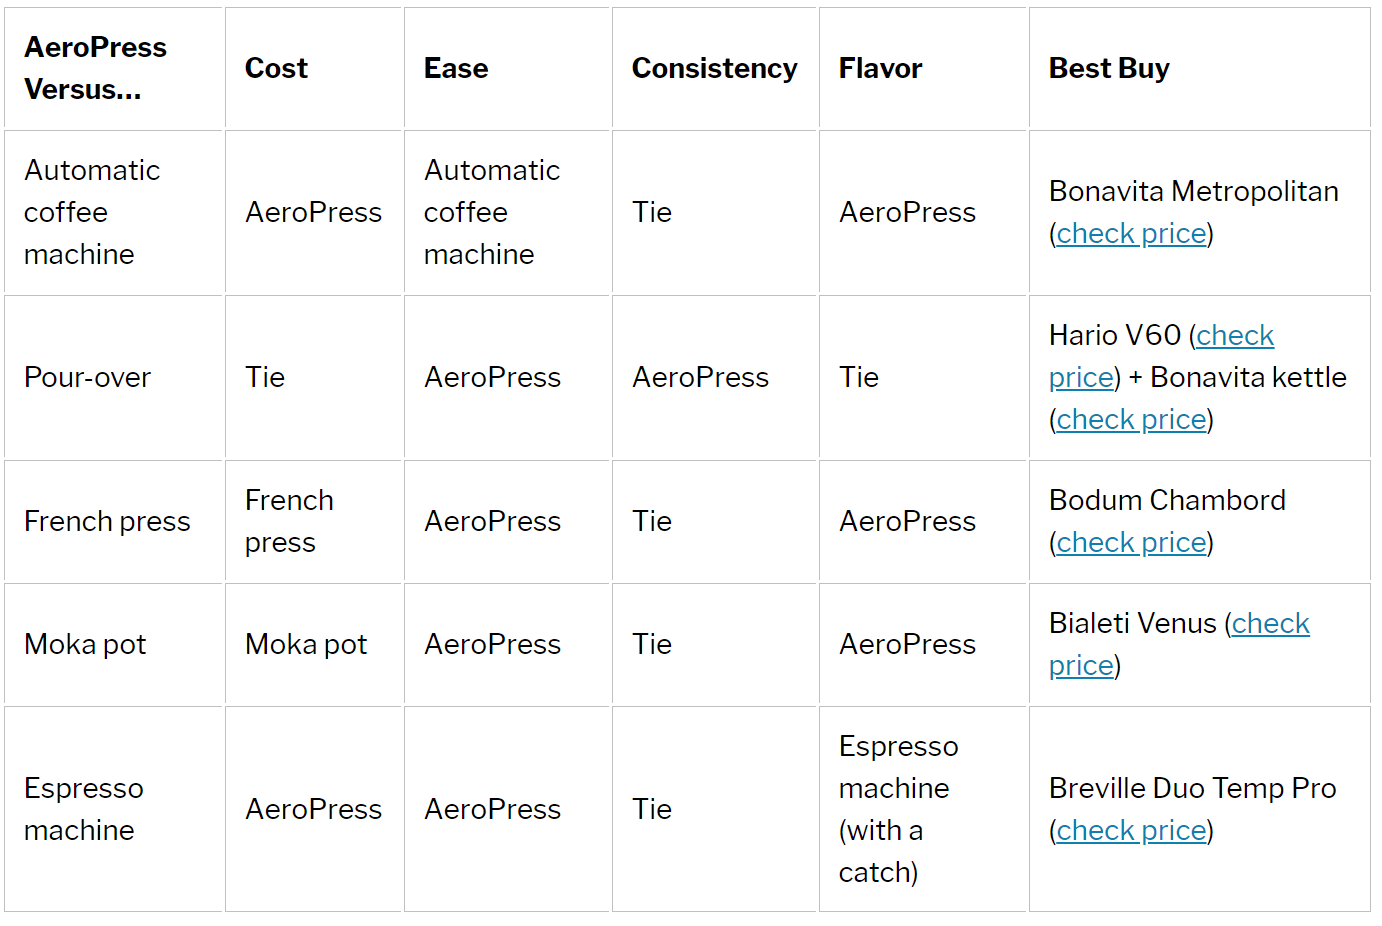 AeroPress
Versus...
Cost
Ease
Consistency
Flavor
Best Buy
Automatic
coffee
machine
AeroPress
Automatic
coffee
machine
Tie
AeroPress
Bonavita Metropolitan
(check price)
Pour-over
Tie
AeroPress
AeroPress
Tie
Hario V60 (check
price) + Bonavita kettle
(check price)
French press
French
press
AeroPress
Tie
AeroPress
Bodum Chambord
(check price)
Moka pot
Moka pot
AeroPress
Tie
AeroPress
Bialeti Venus (check
price)
Espresso
machine
AeroPress
AeroPress
Tie
Espresso
machine
(with a
catch)
Breville Duo Temp Pro
(check price)